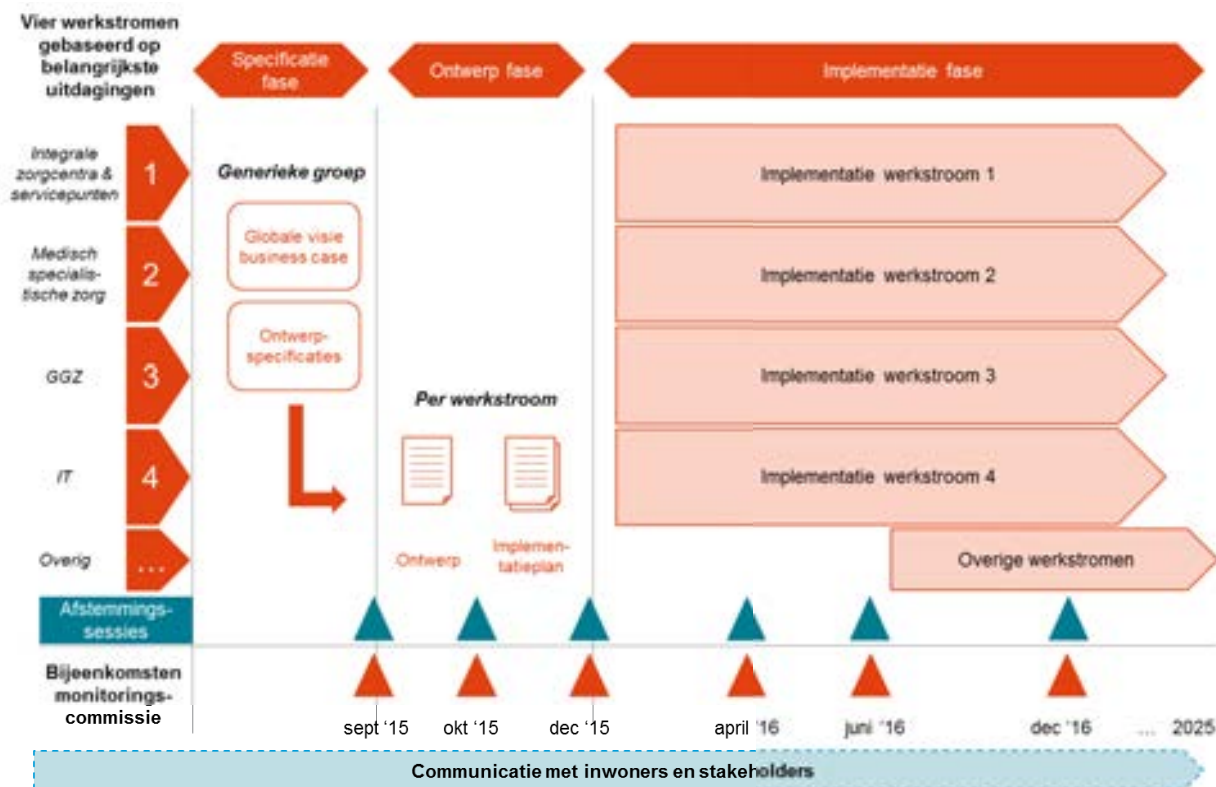 Vier werkstromen
gebaseerd op
belangrijkste
uitdagingen
Specificatie
fase
Ontwerp fase
Implementatie fase
Integrale
zorgcentra &
servicepunten
1
Generieke groep
Implementatie werkstroom 1
Globale visie
business case
Medisch
specialis-
tische zorg
2
Implementatie werkstroom 2
Ontwerp-
specificaties
GGZ
3
Implementatie werkstroom 3
Per werkstroom
IT
4
Implementatie werkstroom 4
Ontwerp
Implemen-
tatieplan
Overig
...
Overige werkstromen
Afstemmings-
sessies
Bijeenkomsten
monitorings-
commissie
sept '15 okt '15 dec '15 april '16 juni '16 dec '16 ... 2025
Communicatie met inwoners en stakeholders